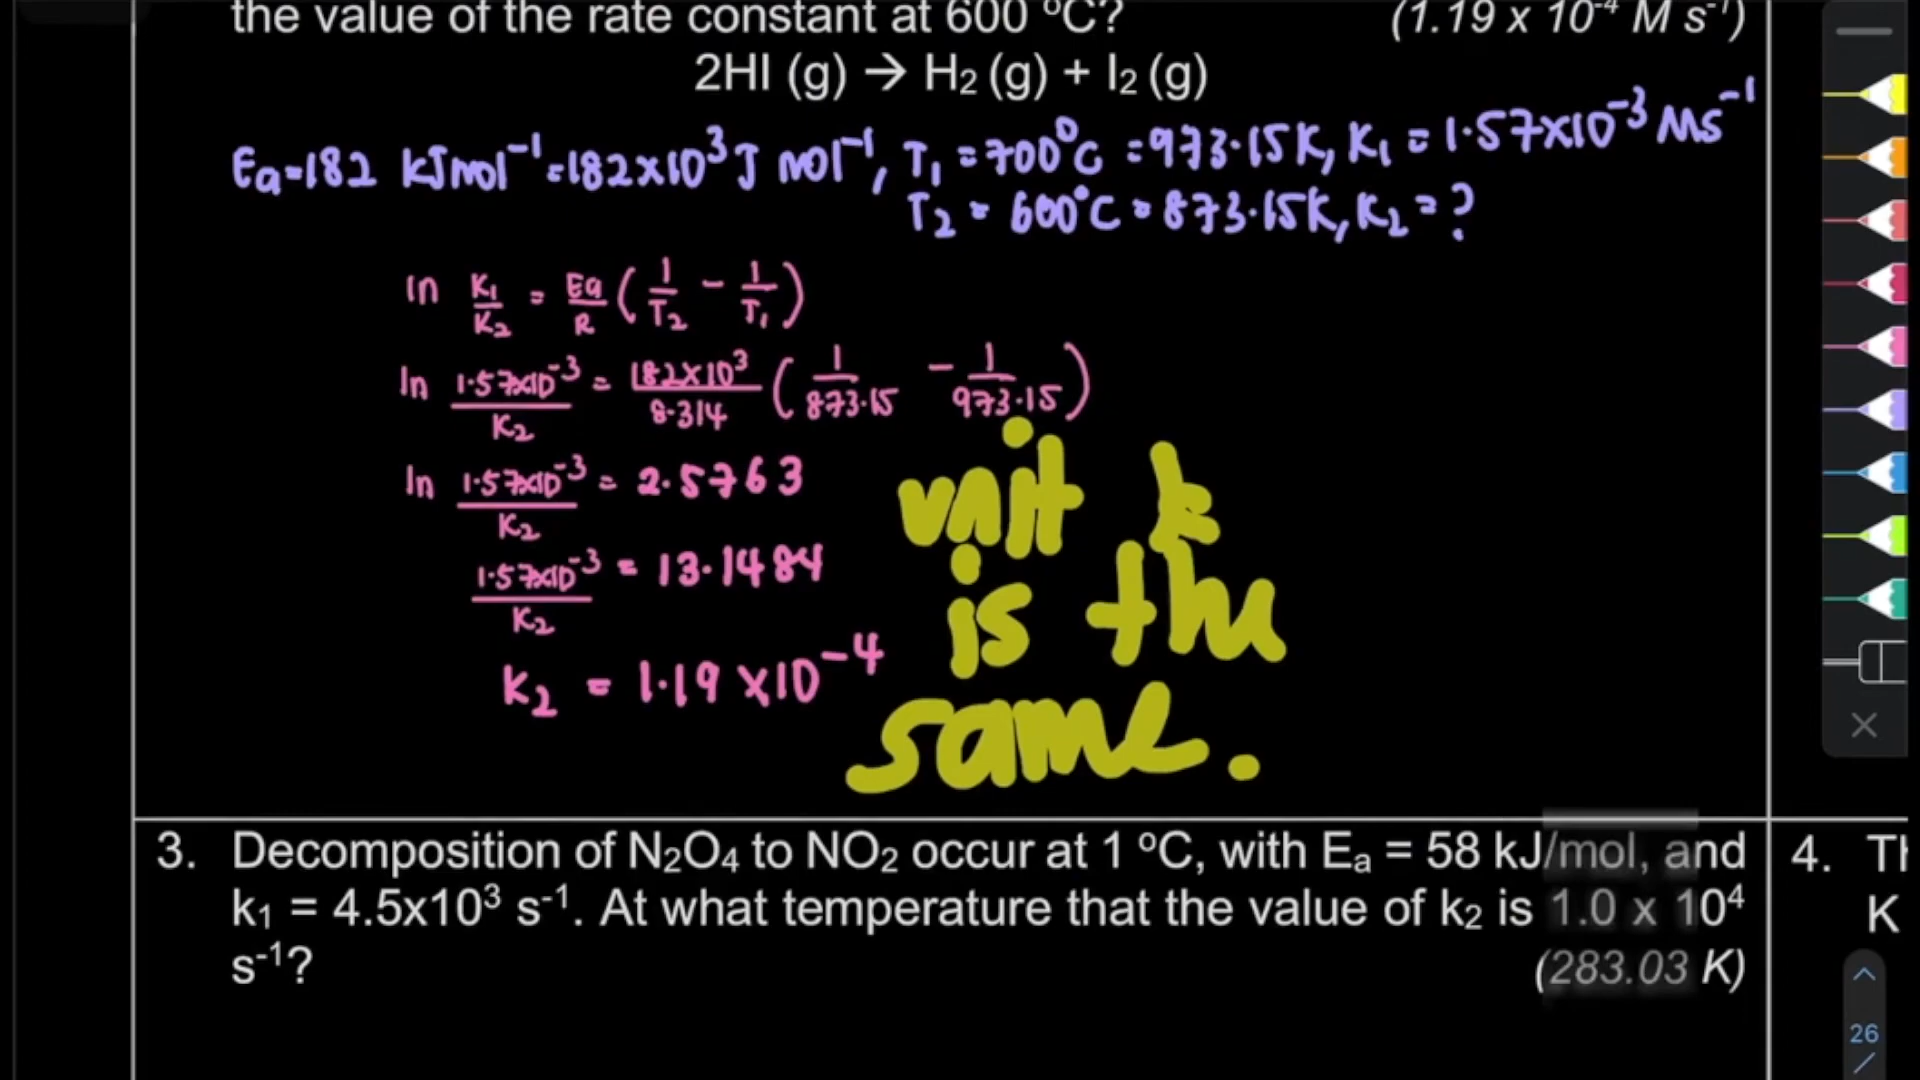 the value of the rate constant at 600 ºC? (1.19 x 10⁻⁴ M s⁻¹)
2HI (g) → H₂ (g) + I₂ (g)
Ea = 182 kJ mol⁻¹ = 182x10³ J mol⁻¹, T₁ = 700°C = 973.15K, K₁ = 1.57x10⁻³ Ms⁻¹
T₂ = 600°C = 873.15K, K₂ = ?
ln K₁/K₂ = Ea/R (1/T₂ - 1/T₁)
ln 1.57x10⁻³/K₂ = 182x10³/8.314 (1/873.15 - 1/973.15)
ln 1.57x10⁻³/K₂ = 2.5763
1.57x10⁻³/K₂ = 13.1484
K₂ = 1.19 x10⁻⁴
unit k
is the
same.
3. Decomposition of N₂O₄ to NO₂ occur at 1 ºC, with Eₐ = 58 kJ/mol, and
k₁ = 4.5x10³ s⁻¹. At what temperature that the value of k₂ is 1.0 x 10⁴
s⁻¹? (283.03 K)
4.
K
26